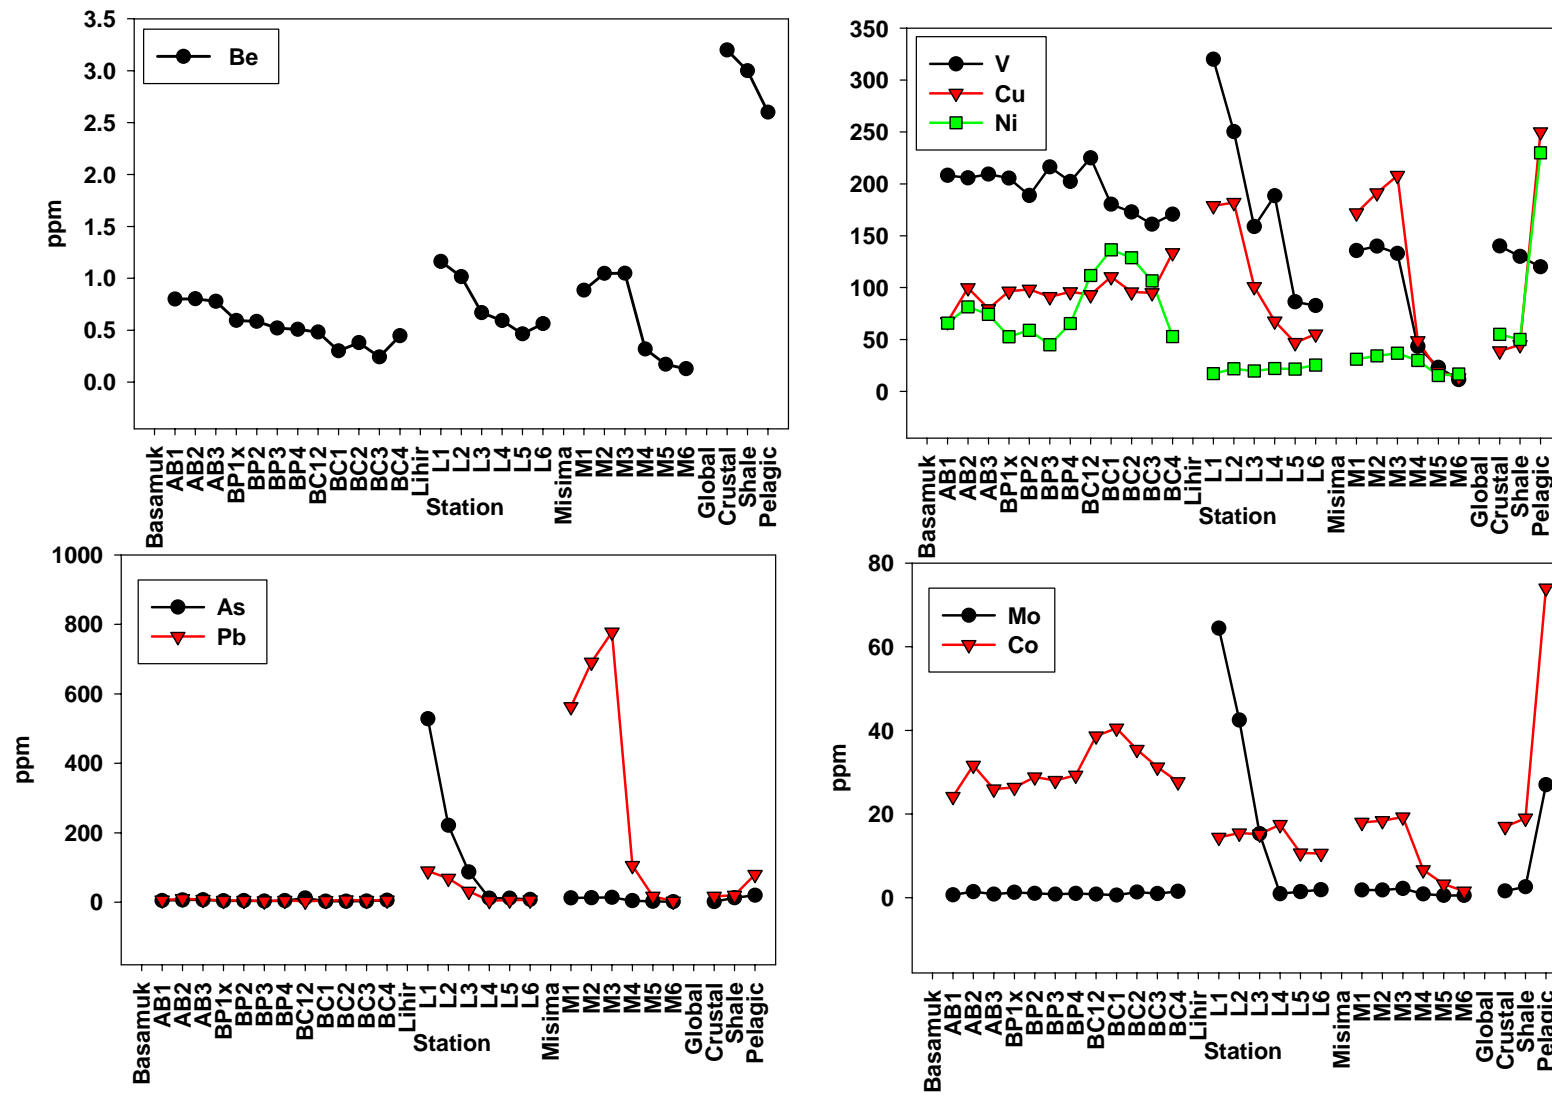 3.5
3.0
2.5
2.0
1.5
1.0
0.5
0.0
ppm
Be
Basamuk
AB1
AB2
AB3
BP1x
BP2
BP3
BP4
BC12
BC1
BC2
BC3
BC4
Lihir
L1
L2
L3
L4
L5
L6
Misima
M1
M2
M3
M4
M5
M6
Global
Crustal
Shale
Pelagic
Station
350
300
250
200
150
100
50
0
V
Cu
Ni
Basamuk
AB1
AB2
AB3
BP1x
BP2
BP3
BP4
BC12
BC1
BC2
BC3
BC4
Lihir
L1
L2
L3
L4
L5
L6
Misima
M1
M2
M3
M4
M5
M6
Global
Crustal
Shale
Pelagic
Station
1000
800
600
400
200
0
ppm
As
Pb
Basamuk
AB1
AB2
AB3
BP1x
BP2
BP3
BP4
BC12
BC1
BC2
BC3
BC4
Lihir
L1
L2
L3
L4
L5
L6
Misima
M1
M2
M3
M4
M5
M6
Global
Crustal
Shale
Pelagic
Station
80
60
40
20
0
ppm
Mo
Co
Basamuk
AB1
AB2
AB3
BP1x
BP2
BP3
BP4
BC12
BC1
BC2
BC3
BC4
Lihir
L1
L2
L3
L4
L5
L6
Misima
M1
M2
M3
M4
M5
M6
Global
Crustal
Shale
Pelagic
Station